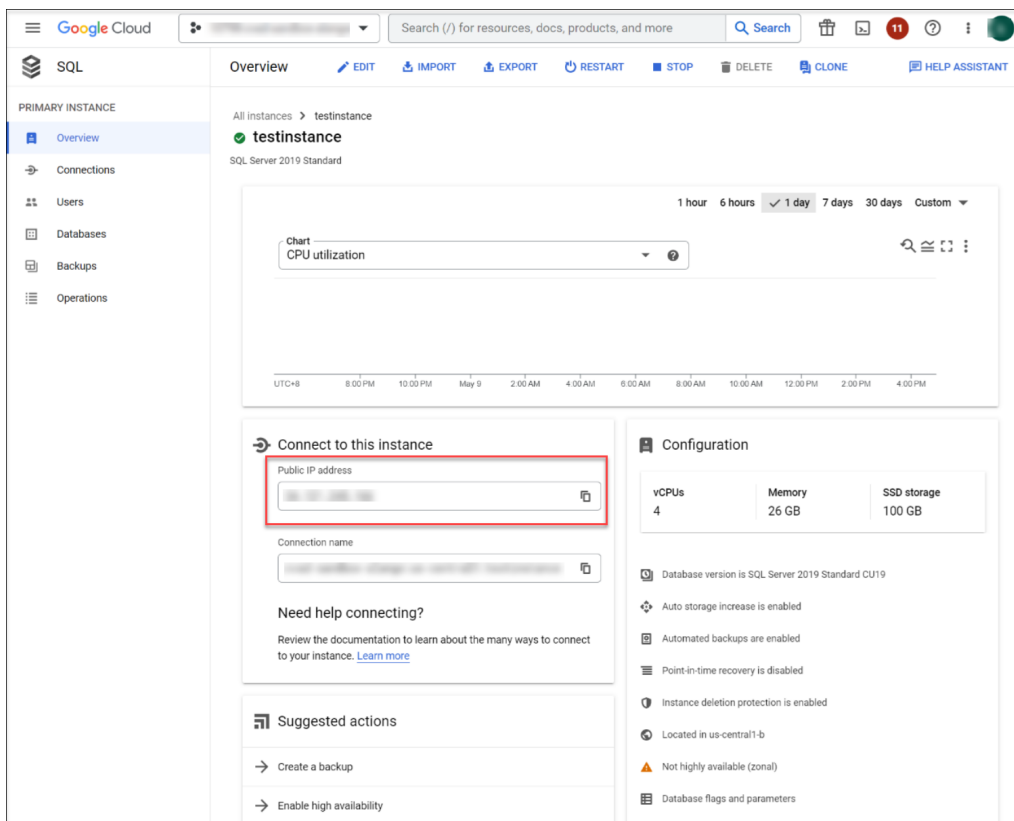 Google Cloud
Search (/) for resources, docs, products, and more
Search
11
SQL
Overview
EDIT
IMPORT
EXPORT
RESTART
STOP
DELETE
CLONE
HELP ASSISTANT
PRIMARY INSTANCE
Overview
Connections
Users
Databases
Backups
Operations
All instances > testinstance
testinstance
SQL Server 2019 Standard
1 hour 6 hours 1 day 7 days 30 days Custom
Chart
CPU utilization
UTC+8 8:00 PM 10:00 PM May 9 2:00 AM 4:00 AM 6:00 AM 8:00 AM 10:00 AM 12:00 PM 2:00 PM 4:00 PM
Connect to this instance
Public IP address
Connection name
Need help connecting?
Review the documentation to learn about the many ways to connect
to your instance. Learn more
Suggested actions
Create a backup
Enable high availability
Configuration
vCPUs Memory SSD storage
4 26 GB 100 GB
Database version is SQL Server 2019 Standard CU19
Auto storage increase is enabled
Automated backups are enabled
Point-in-time recovery is disabled
Instance deletion protection is enabled
Located in us-central1-b
Not highly available (zonal)
Database flags and parameters